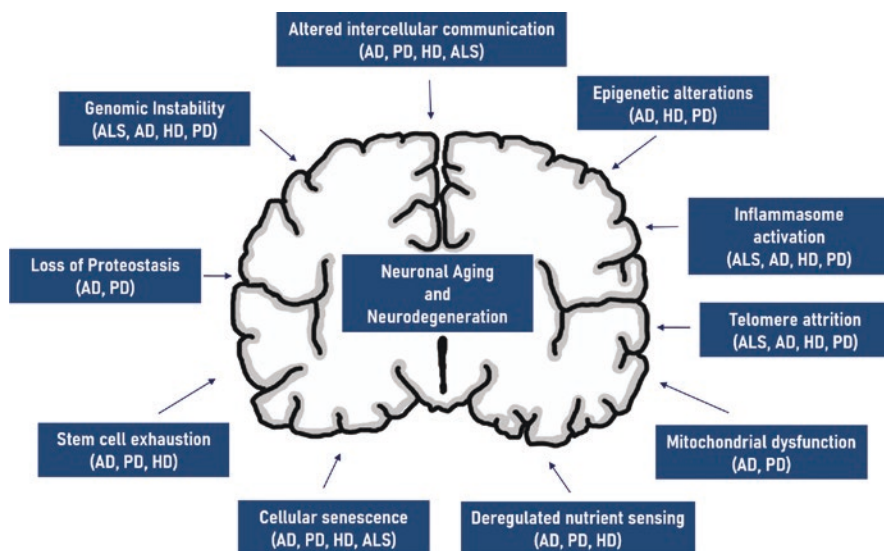 Altered intercellular communication
(AD, PD, HD, ALS)
Genomic Instability
(ALS, AD, HD, PD)
Epigenetic alterations
(AD, HD, PD)
Inflammasome
activation
(ALS, AD, HD, PD)
Loss of Proteostasis
(AD, PD)
Neuronal Aging
and
Neurodegeneration
Telomere attrition
(ALS, AD, HD, PD)
Stem cell exhaustion
(AD, PD, HD)
Mitochondrial dysfunction
(AD, PD)
Cellular senescence
(AD, PD, HD, ALS)
Deregulated nutrient sensing
(AD, PD, HD)